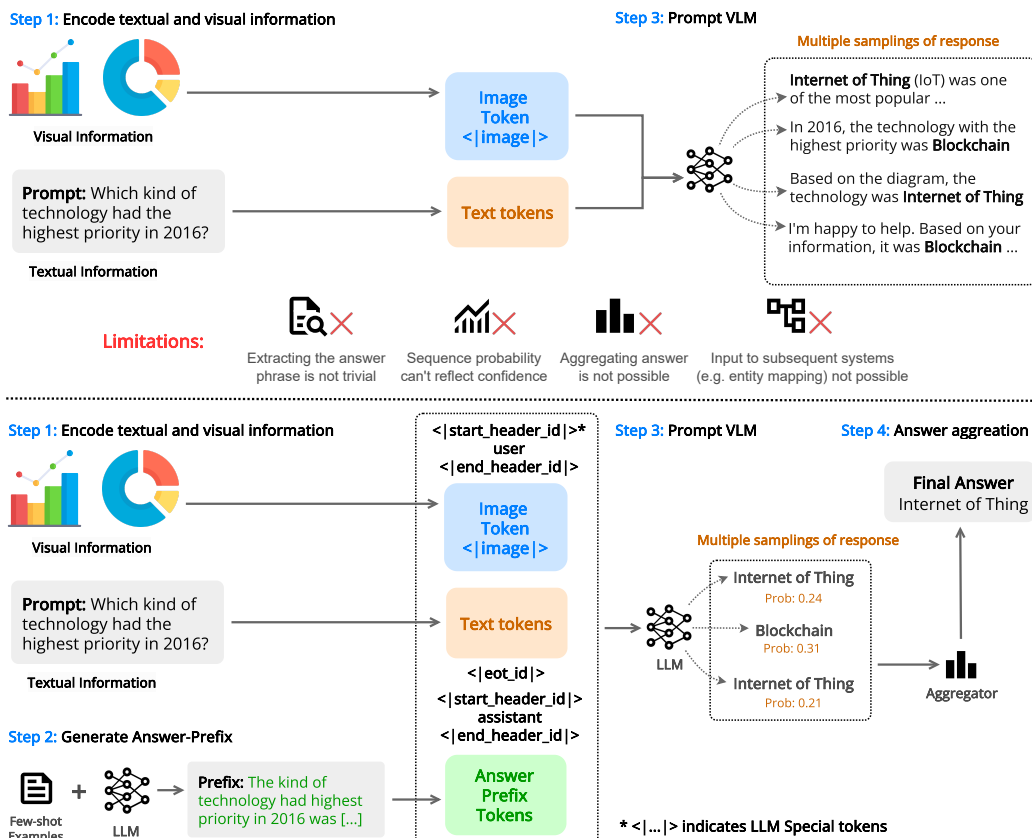 Step 1: Encode textual and visual information
Step 3: Prompt VLM
Multiple samplings of response
Visual Information
Image
Token
<|image|>
Internet of Thing (IoT) was one
of the most popular ...
In 2016, the technology with the
highest priority was Blockchain
Based on the diagram, the
technology was Internet of Thing
I'm happy to help. Based on your
information, it was Blockchain ...
Prompt: Which kind of
technology had the
highest priority in 2016?
Text tokens
Textual Information
Limitations:
Extracting the answer
phrase is not trivial
Sequence probability
can't reflect confidence
Aggregating answer
is not possible
Input to subsequent systems
(e.g. entity mapping) not possible
Step 1: Encode textual and visual information
<|start_header_id|>*
user
<|end_header_id|>
Step 3: Prompt VLM
Step 4: Answer aggreation
Visual Information
Image
Token
<|image|>
Final Answer
Internet of Thing
Multiple samplings of response
Internet of Thing
Prob: 0.24
Blockchain
Prob: 0.31
Internet of Thing
Prob: 0.21
LLM
Aggregator
Prompt: Which kind of
technology had the
highest priority in 2016?
Text tokens
Textual Information
<|eot_id|>
<|start_header_id|>
assistant
<|end_header_id|>
Step 2: Generate Answer-Prefix
Few-shot
Examples
+
LLM
Prefix: The kind of
technology had highest
priority in 2016 was [...]
Answer
Prefix
Tokens
* <|...|> indicates LLM Special tokens